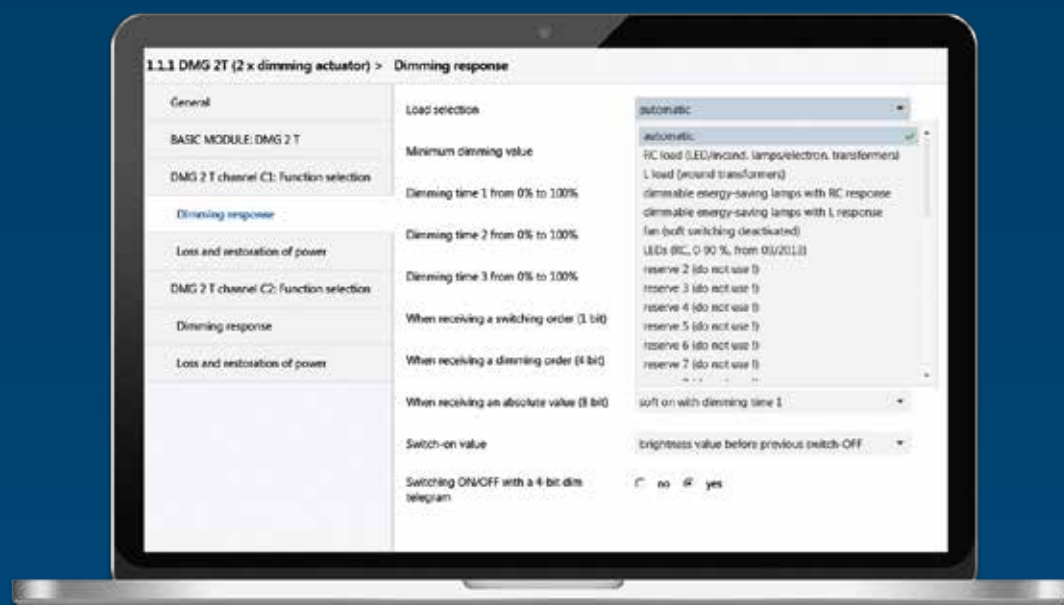 1.1.1 DMG 2T (2 x dimming actuator) > Dimming response
General
BASIC MODULE: DMG 2 T
DMG 2 T channel C1: Function selection
Dimming response
Loss and restoration of power
DMG 2 T channel C2: Function selection
Dimming response
Loss and restoration of power
Load selection
automatic
automatic
RC load (LED/incand. lamps/electron. transformers)
L load (wound transformers)
dimmable energy-saving lamps with RC response
dimmable energy-saving lamps with L response
fan (soft switching deactivated)
LEDs (RC, 0-90 %, from 03/2013)
reserve 2 (do not use !)
reserve 3 (do not use !)
reserve 4 (do not use !)
reserve 5 (do not use !)
reserve 6 (do not use !)
reserve 7 (do not use !)
Minimum dimming value
Dimming time 1 from 0% to 100%
Dimming time 2 from 0% to 100%
Dimming time 3 from 0% to 100%
When receiving a switching order (1 bit)
When receiving a dimming order (4 bit)
When receiving an absolute value (8 bit)
soft on with dimming time 1
Switch-on value
brightness value before previous switch-OFF
Switching ON/OFF with a 4-bit dim
telegram
no yes